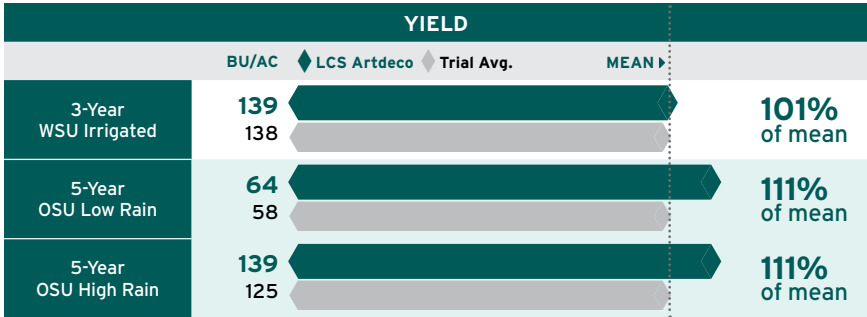 YIELD
BU/AC LCS Artdeco Trial Avg. MEAN
3-Year
WSU Irrigated
139
138
101%
of mean
5-Year
OSU Low Rain
64
58
111%
of mean
5-Year
OSU High Rain
139
125
111%
of mean